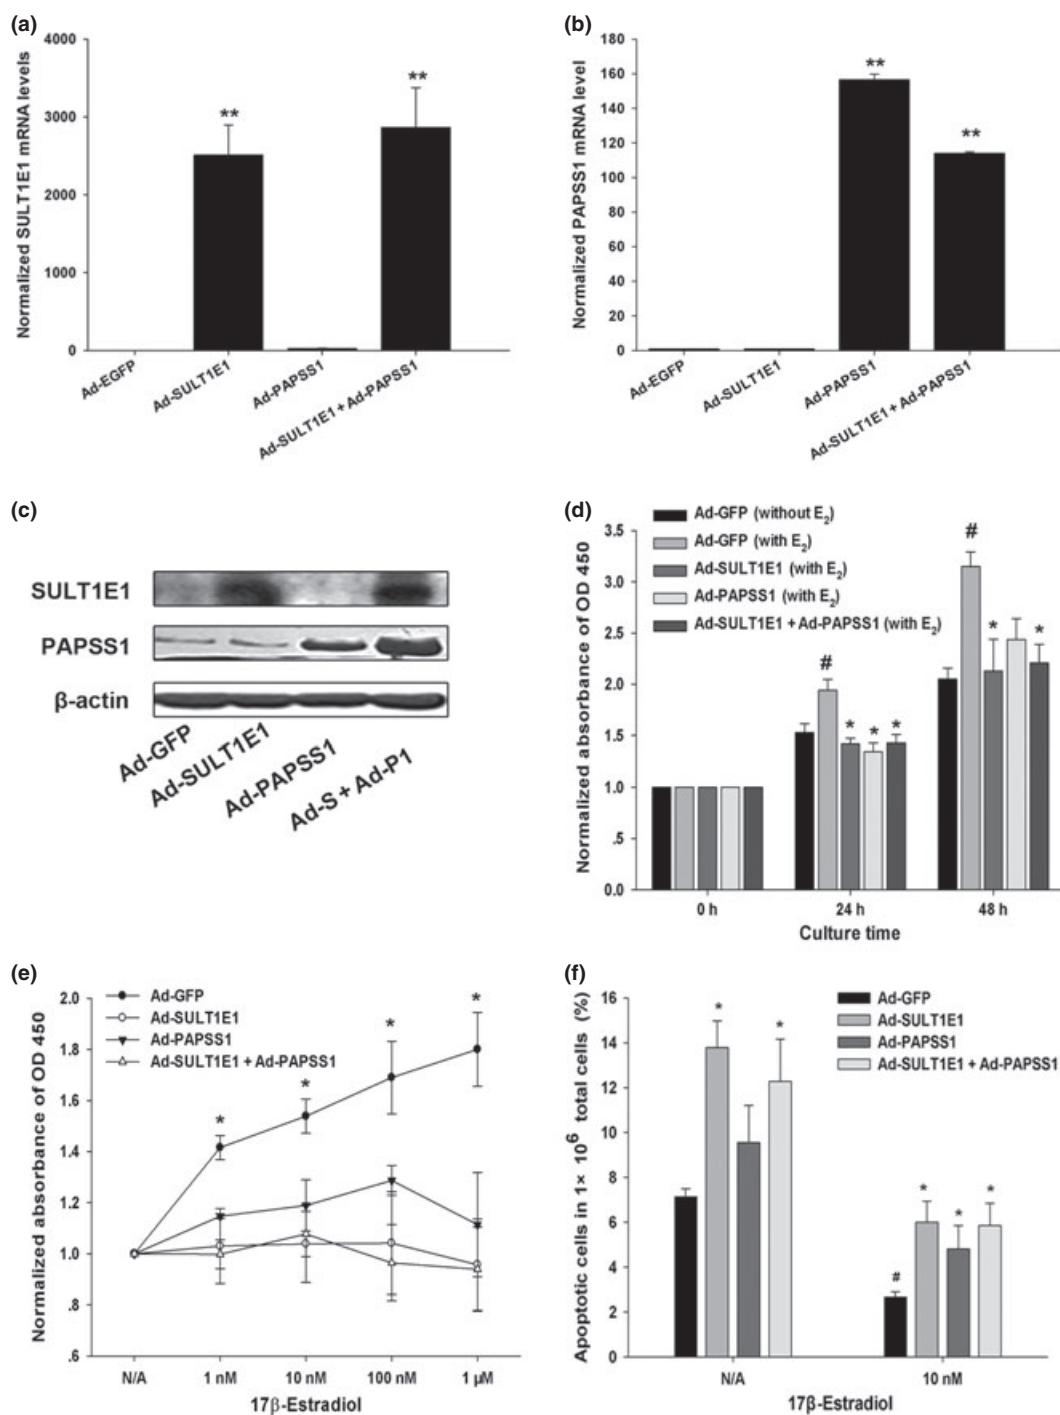 (a)
Normalized SULT1E1 mRNA levels
4000
3000
2000
1000
0
**
**
Ad-EGFP
Ad-SULT1E1
Ad-PAPSS1
Ad-SULT1E1 + Ad-PAPSS1
(b)
Normalized PAPSS1 mRNA level
180
160
140
120
100
80
60
40
20
0
**
**
Ad-EGFP
Ad-SULT1E1
Ad-PAPSS1
Ad-SULT1E1 + Ad-PAPSS1
(c)
SULT1E1
PAPSS1
β-actin
Ad-GFP
Ad-SULT1E1
Ad-PAPSS1
Ad-S + Ad-P1
(d)
Ad-GFP (without E₂)
Ad-GFP (with E₂)
Ad-SULT1E1 (with E₂)
Ad-PAPSS1 (with E₂)
Ad-SULT1E1 + Ad-PAPSS1 (with E₂)
Normalized absorbance of OD 450
3.5
3.0
2.5
2.0
1.5
1.0
.5
0.0
#
* * *
#
* *
0 h
24 h
48 h
Culture time
(e)
Ad-GFP
Ad-SULT1E1
Ad-PAPSS1
Ad-SULT1E1 + Ad-PAPSS1
Normalized absorbance of OD 450
2.0
1.8
1.6
1.4
1.2
1.0
.8
.6
*
*
*
*
N/A
1 nM
10 nM
100 nM
1 µM
17β-Estradiol
(f)
Ad-GFP
Ad-SULT1E1
Ad-PAPSS1
Ad-SULT1E1 + Ad-PAPSS1
Apoptotic cells in 1× 10⁶ total cells (%)
16
14
12
10
8
6
4
2
0
*
*
#
* * *
N/A
10 nM
17β-Estradiol